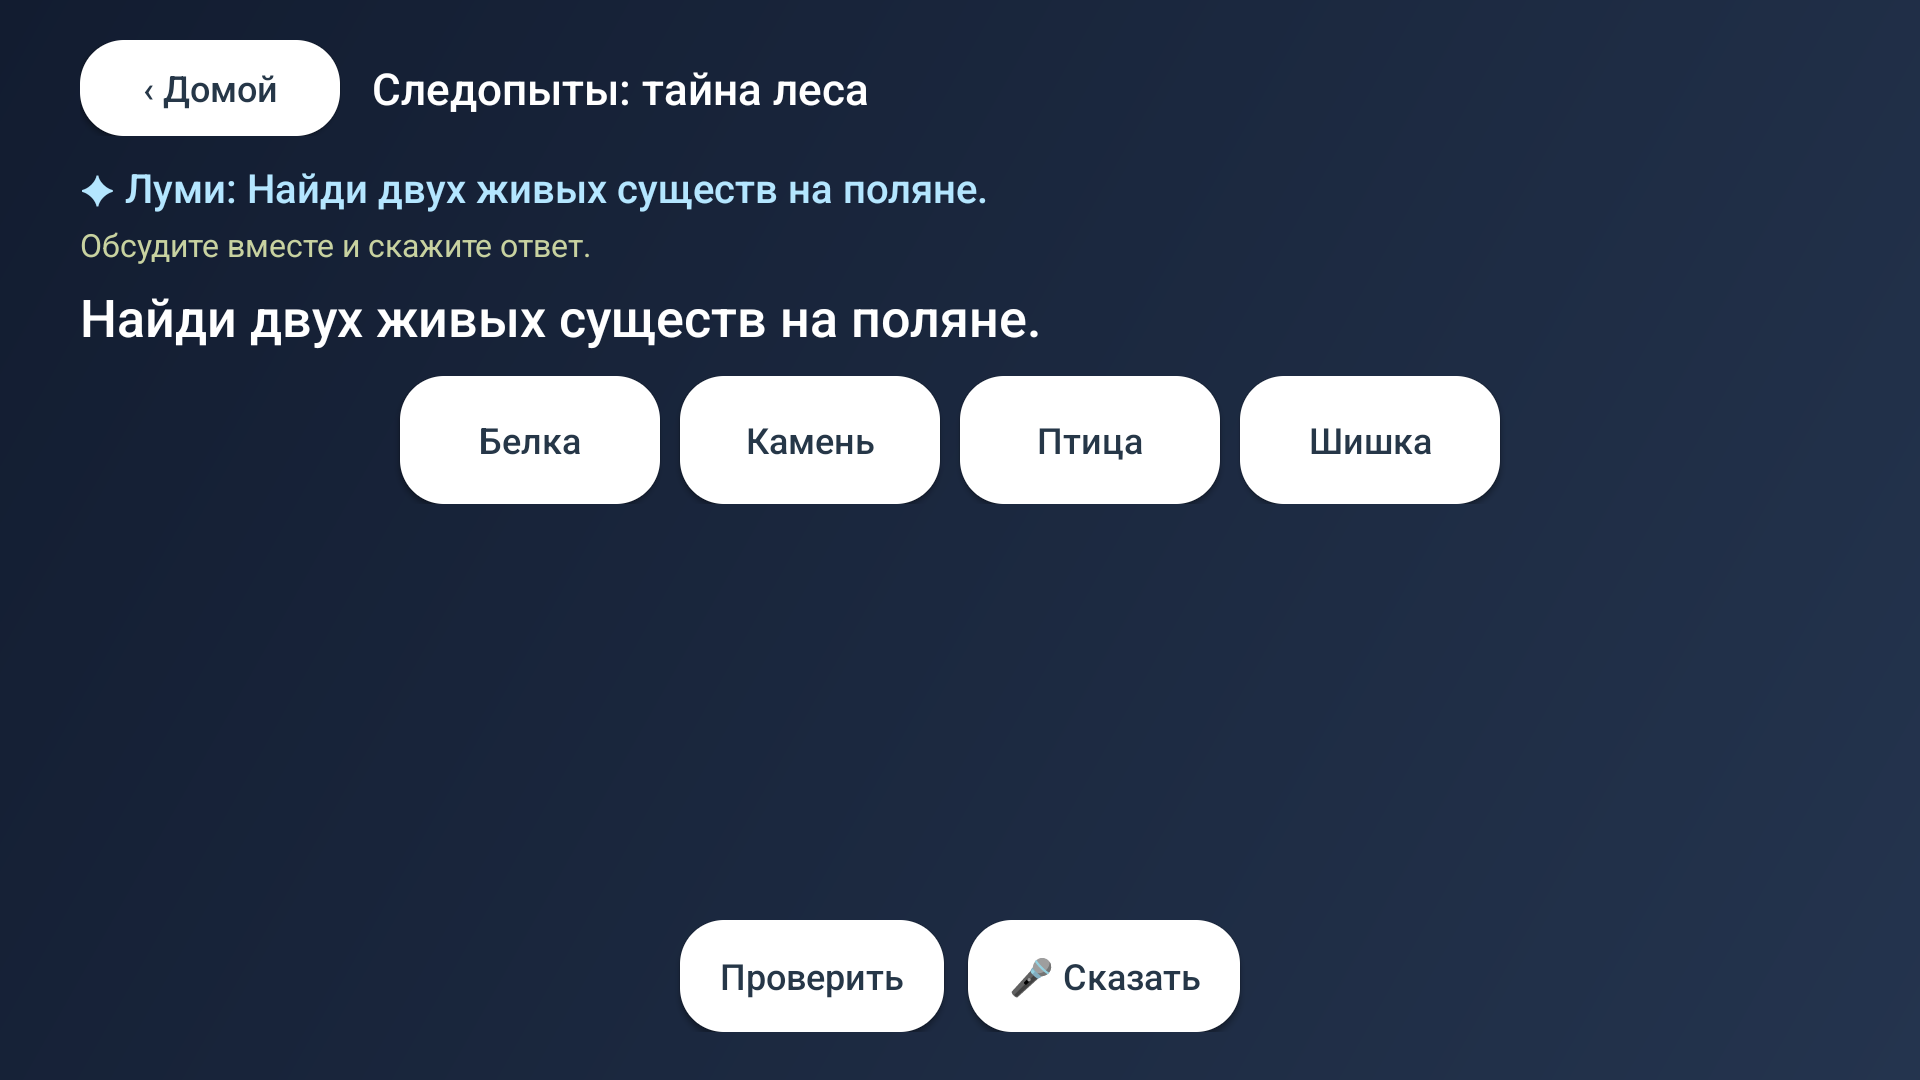 ‹ Домой
Следопыты: тайна леса
✦ Луми: Найди двух живых существ на поляне.
Обсудите вместе и скажите ответ.
Найди двух живых существ на поляне.
Белка
Камень
Птица
Шишка
Проверить
🎤 Сказать